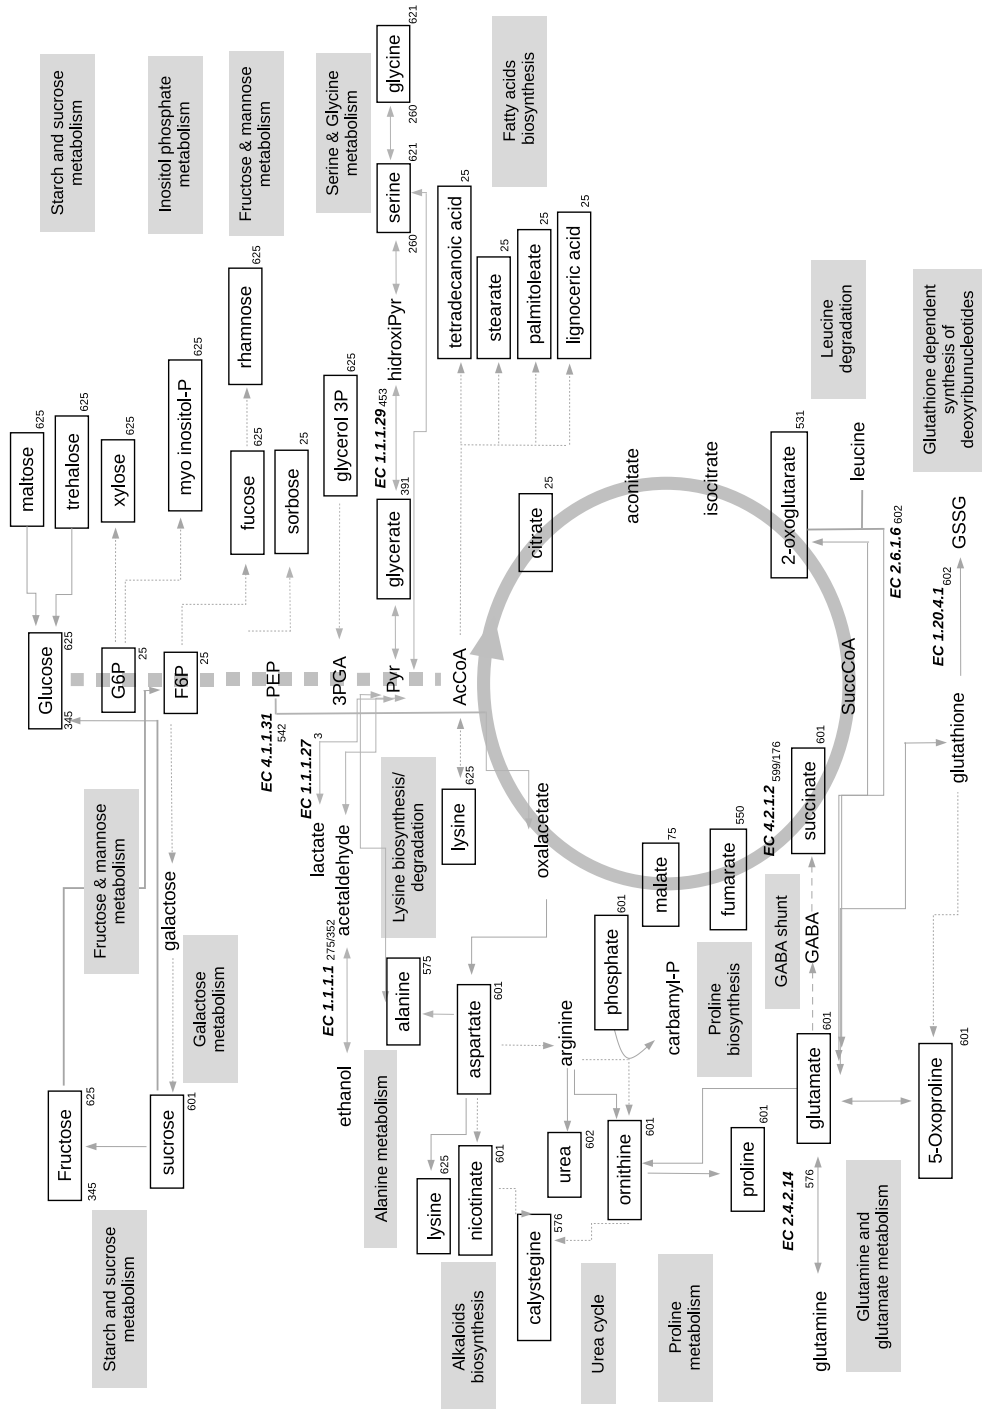 Starch and sucrose
metabolism
maltose
625
trehalose
625
Glucose
345
625
Fructose
345
625
xylose
625
G6P
25
Fructose & mannose
metabolism
Starch and sucrose
metabolism
sucrose
601
galactose
F6P
25
myo inositol-P
625
Inositol phosphate
metabolism
Galactose
metabolism
fucose
625
rhamnose
625
Fructose & mannose
metabolism
sorbose
25
EC 4.1.1.31
542
PEP
EC 1.1.1.27
3
lactate
EC 1.1.1.1
275/352
ethanol
acetaldehyde
3PGA
glycerol 3P
625
Serine & Glycine
metabolism
Alanine metabolism
alanine
575
Lysine biosynthesis/
degradation
Pyr
glycerate
391
EC 1.1.1.29
453
hidroxiPyr
260
serine
621
260
glycine
621
lysine
625
nicotinate
601
aspartate
601
lysine
625
AcCoA
tetradecanoic acid
25
stearate
25
palmitoleate
25
lignoceric acid
25
Fatty acids
biosynthesis
Alkaloids
biosynthesis
calystegine
576
urea
602
arginine
oxalacetate
citrate
25
Urea cycle
ornithine
601
phosphate
601
carbamyl-P
malate
75
aconitate
Proline
metabolism
proline
601
Proline
biosynthesis
fumarate
550
isocitrate
EC 2.4.2.14
576
glutamine
glutamate
601
GABA shunt
GABA
EC 4.2.1.2
599/176
succinate
601
SuccCoA
2-oxoglutarate
531
leucine
Leucine
degradation
EC 2.6.1.6
602
Glutamine and
glutamate metabolism
5-Oxoproline
601
glutathione
EC 1.20.4.1
602
GSSG
Glutathione dependent
synthesis of
deoxyribunucleotides